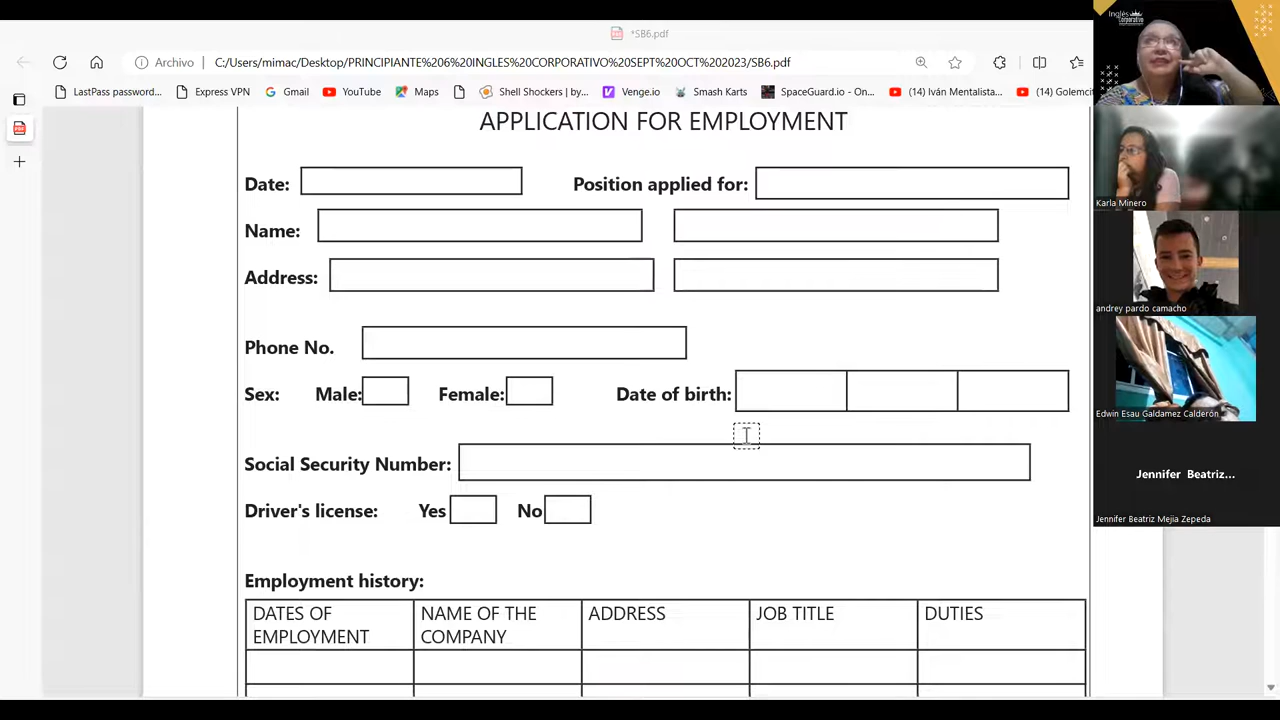 *SB6.pdf
Archivo C:/Users/mimac/Desktop/PRINCIPIANTE%206%20INGLES%20CORPORATIVO%20SEPT%20OCT%202023/SB6.pdf
LastPass password... Express VPN Gmail YouTube Maps Shell Shockers | by... Venge.io Smash Karts SpaceGuard.io - On... (14) Iván Mentalista... (14) Golemcit
APPLICATION FOR EMPLOYMENT
Date: Position applied for:
Name:
Address:
Phone No.
Sex: Male: Female: Date of birth:
Social Security Number:
Driver's license: Yes No
Employment history:
DATES OF EMPLOYMENT NAME OF THE COMPANY ADDRESS JOB TITLE DUTIES
Inglés
Corporativo
Karla Minero
andrey pardo camacho
Edwin Esau Galdamez Calderón
Jennifer Beatriz...
Jennifer Beatriz Mejia Zepeda